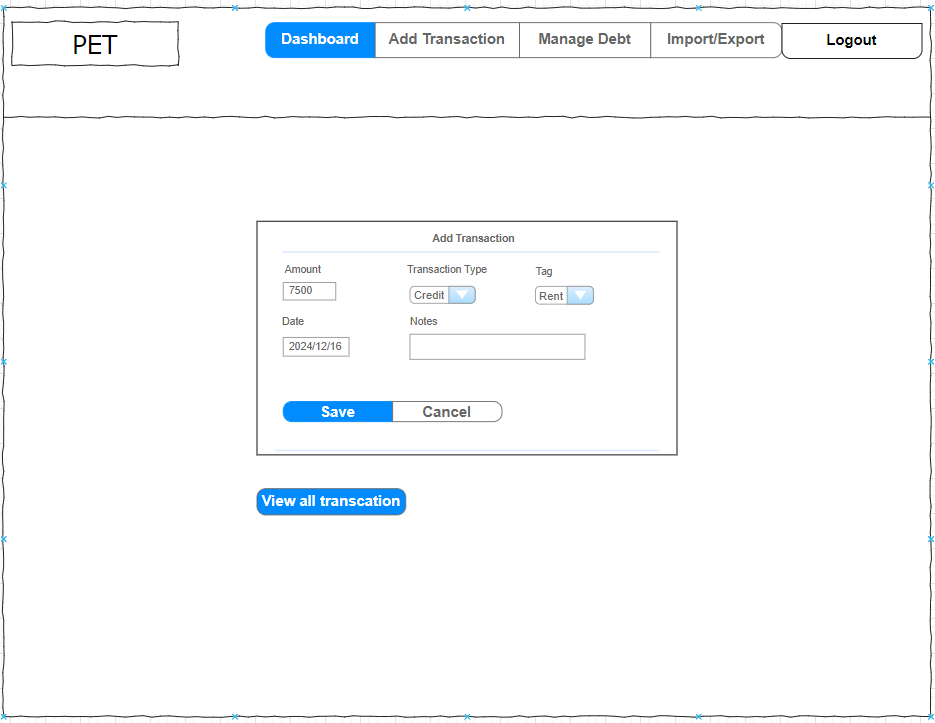 PET
Dashboard Add Transaction Manage Debt Import/Export Logout
Add Transaction
Amount Transaction Type Tag
7500 Credit Rent
Date Notes
2024/12/16
Save Cancel
View all transcation